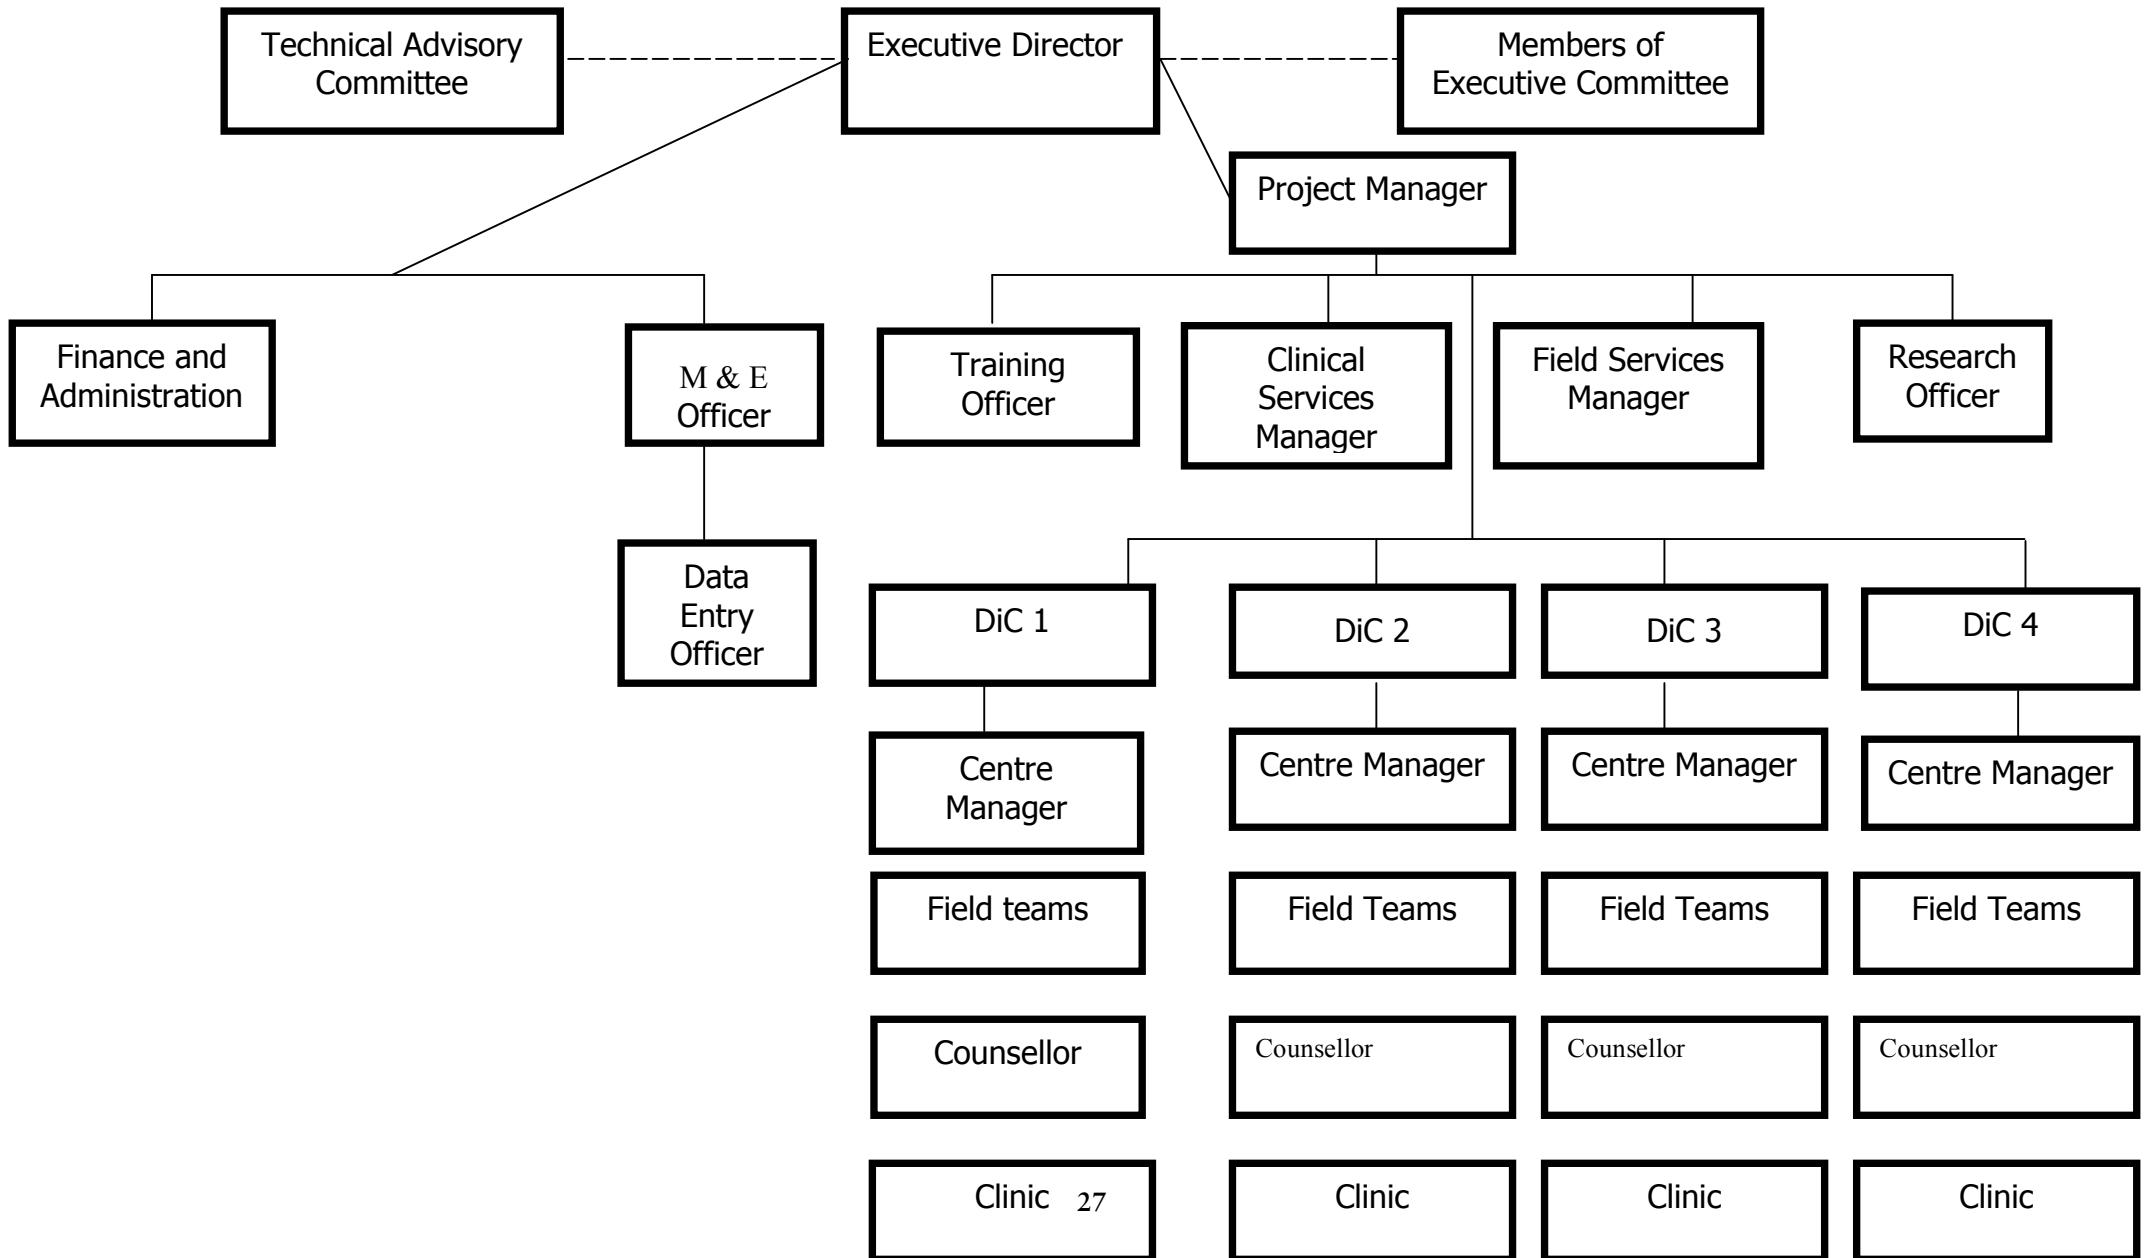 Technical Advisory
Committee
Executive Director
Members of
Executive Committee
Project Manager
Finance and
Administration
M & E
Officer
Training
Officer
Clinical
Services
Manager
Field Services
Manager
Research
Officer
Data
Entry
Officer
DiC 1
DiC 2
DiC 3
DiC 4
Centre
Manager
Centre Manager
Centre Manager
Centre Manager
Field teams
Field Teams
Field Teams
Field Teams
Counsellor
Counsellor
Counsellor
Counsellor
Clinic
27
Clinic
Clinic
Clinic